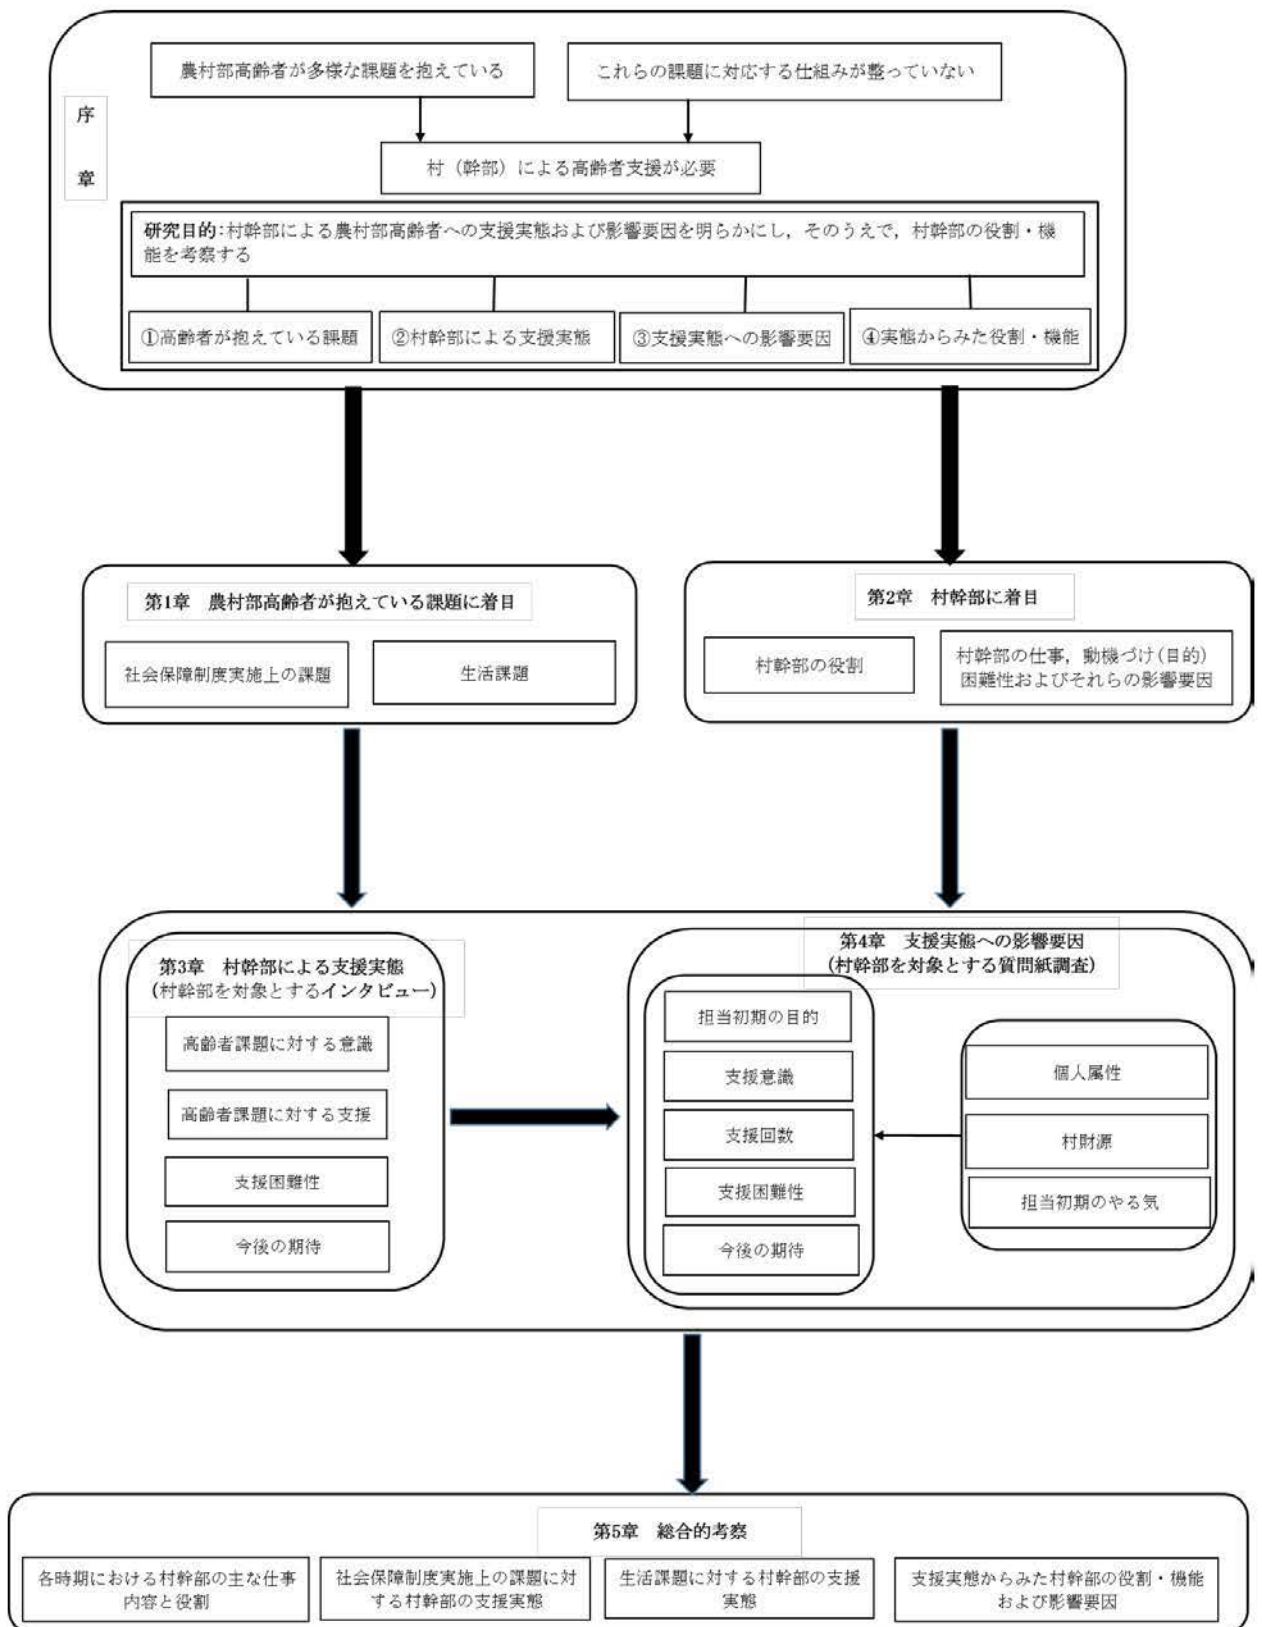 農村部高齢者が多様な課題を抱えている
これらの課題に対応する仕組みが整っていない
序
章
村（幹部）による高齢者支援が必要
研究目的:村幹部による農村部高齢者への支援実態および影響要因を明らかにし，そのうえで，村幹部の役割・機
能を考察する
①高齢者が抱えている課題
②村幹部による支援実態
③支援実態への影響要因
④実態からみた役割・機能
第1章　農村部高齢者が抱えている課題に着目
社会保障制度実施上の課題
生活課題
第2章　村幹部に着目
村幹部の役割
村幹部の仕事，動機づけ(目的)
困難性およびそれらの影響要因
第3章　村幹部による支援実態
(村幹部を対象とするインタビュー)
高齢者課題に対する意識
高齢者課題に対する支援
支援困難性
今後の期待
第4章　支援実態への影響要因
(村幹部を対象とする質問紙調査)
担当初期の目的
支援意識
支援回数
支援困難性
今後の期待
個人属性
村財源
担当初期のやる気
第5章　総合的考察
各時期における村幹部の主な仕事
内容と役割
社会保障制度実施上の課題に対
する村幹部の支援実態
生活課題に対する村幹部の支援
実態
支援実態からみた村幹部の役割・機能
および影響要因